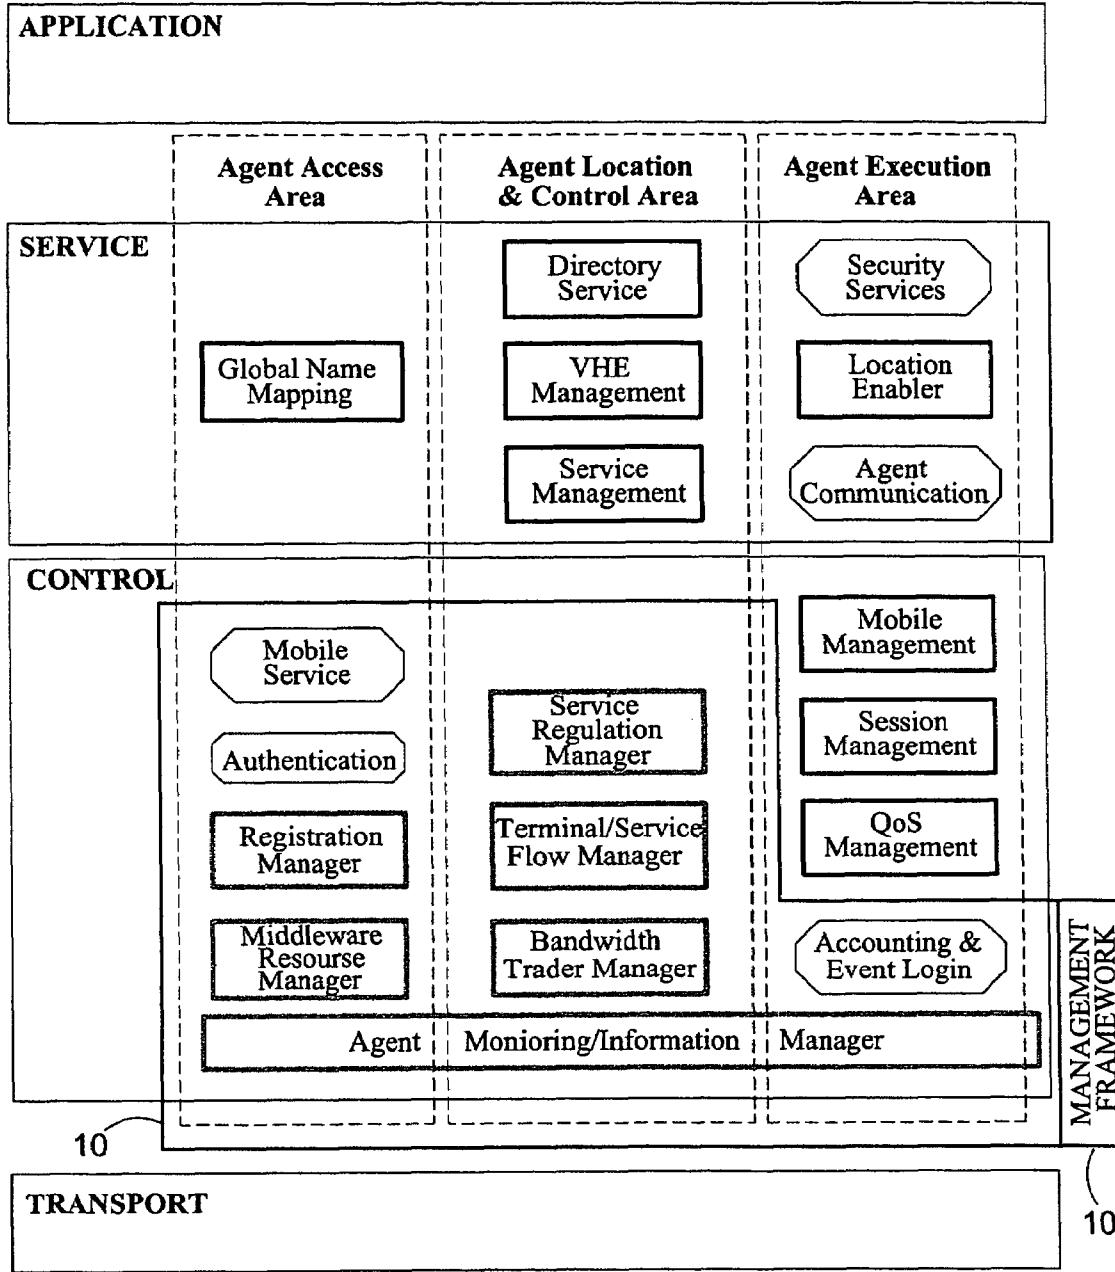 APPLICATION
Agent Access
Area
Agent Location
& Control Area
Agent Execution
Area
SERVICE
Directory
Service
Security
Services
Global Name
Mapping
VHE
Management
Location
Enabler
Service
Management
Agent
Communication
CONTROL
Mobile
Service
Mobile
Management
Service
Regulation
Manager
Session
Management
Authentication
Registration
Manager
Terminal/Service
Flow Manager
QoS
Management
Middleware
Resourse
Manager
Bandwidth
Trader Manager
Accounting &
Event Login
Agent Monioring/Information Manager
MANAGEMENT
FRAMEWORK
10
10
TRANSPORT